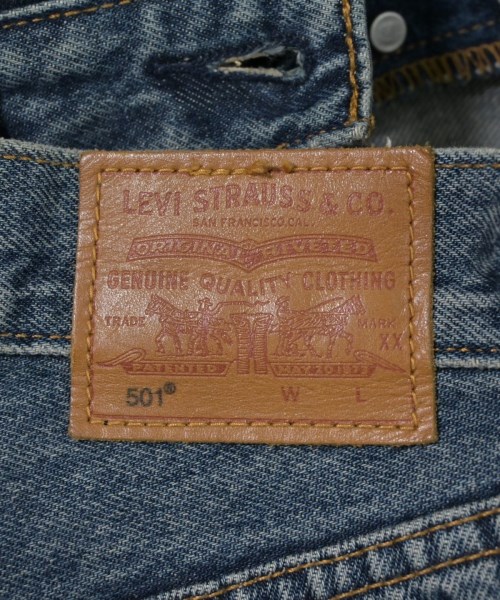 LEVI STRAUSS & CO.
SAN FRANCISCO, CAL.
ORIGINAL RIVETED
GENUINE QUALITY CLOTHING
TRADE MARK
XX
PATENTED MAY 20 1873
501® W L